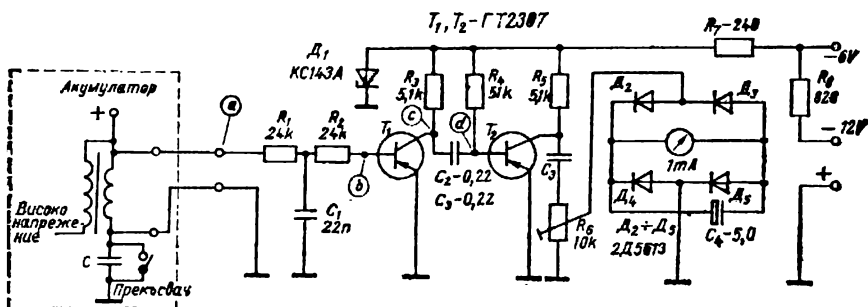 T₁, T₂ – ГТ2307
Д₁
КС143А
R₇-240
–6V
R₈
820
–12V
+
Акумулатор
+
a
R₁
24k
R₂
24k
b
C₁
22n
T₁
R₃
5,1k
R₄
51k
R₅
5,1k
c
d
C₂-0,22
C₃-0,22
T₂
C₃
R₆
10k
Д₂
Д₃
1mA
Д₄
Д₅
Д₂÷Д₅
2Д5613
C₄-5,0
Високо
напреже-
ние
C
Прекъсвач